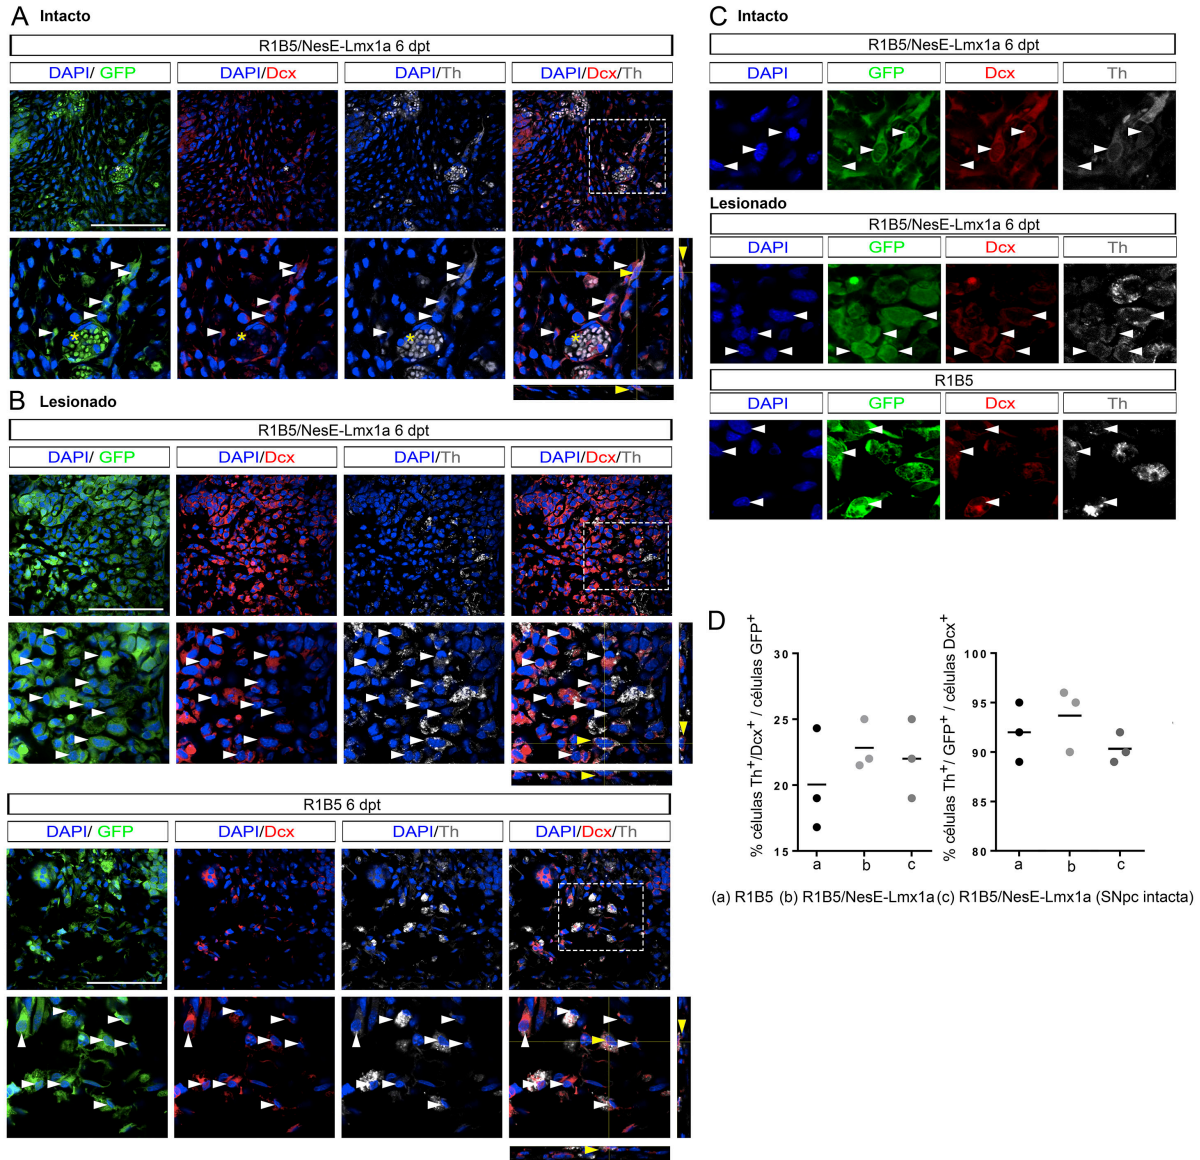 A Intacto
R1B5/NesE-Lmx1a 6 dpt
DAPI/ GFP
DAPI/Dcx
DAPI/Th
DAPI/Dcx/Th
*
*
*
*
B Lesionado
R1B5/NesE-Lmx1a 6 dpt
DAPI/ GFP
DAPI/Dcx
DAPI/Th
DAPI/Dcx/Th
R1B5 6 dpt
DAPI/ GFP
DAPI/Dcx
DAPI/Th
DAPI/Dcx/Th
C Intacto
R1B5/NesE-Lmx1a 6 dpt
DAPI
GFP
Dcx
Th
Lesionado
R1B5/NesE-Lmx1a 6 dpt
DAPI
GFP
Dcx
Th
R1B5
DAPI
GFP
Dcx
Th
D
% células Th+/Dcx+ / células GFP+
30
25
20
15
a
b
c
% células Th+/ GFP+ / células Dcx+
100
95
90
85
80
a
b
c
(a) R1B5 (b) R1B5/NesE-Lmx1a (c) R1B5/NesE-Lmx1a (SNpc intacta)